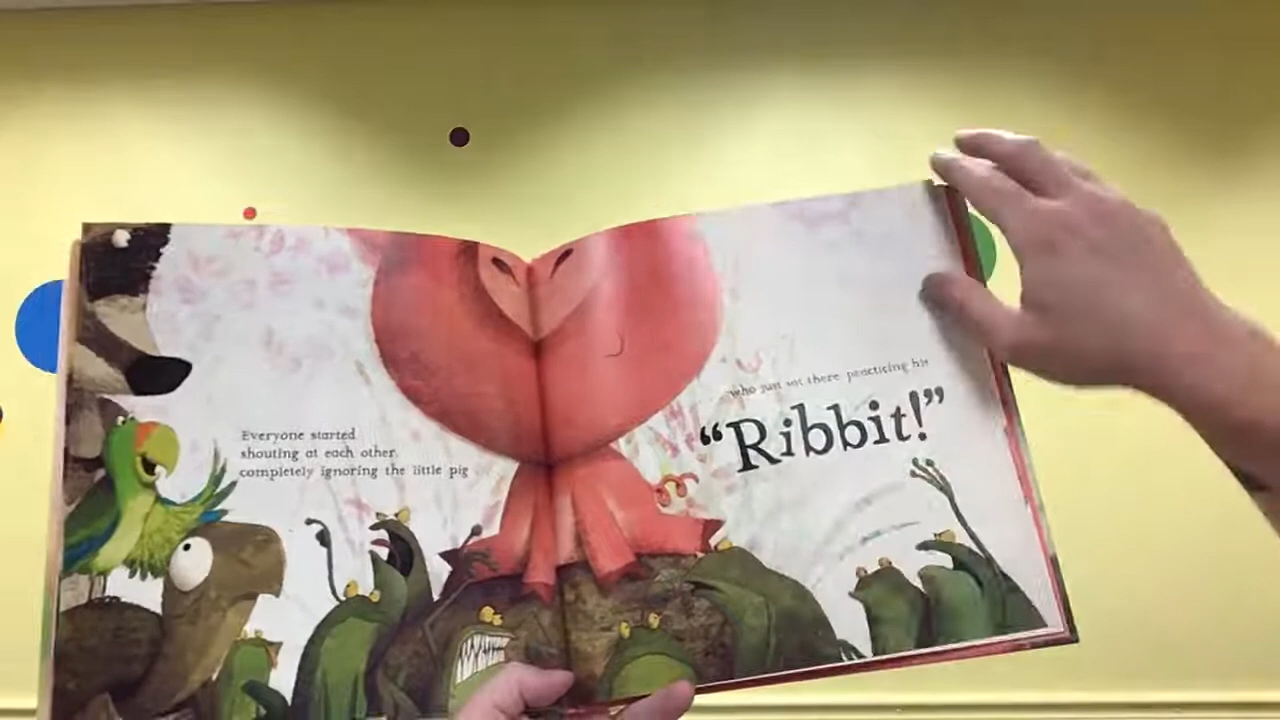 Everyone started
shouting at each other,
completely ignoring the little pig
who just sat there practicing his
“Ribbit!”